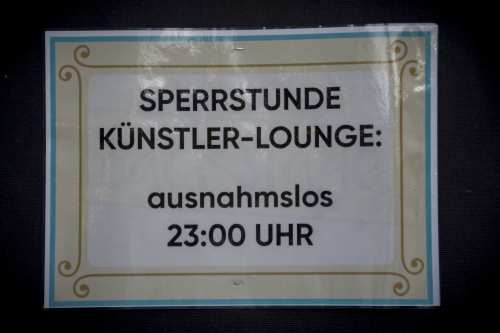 SPERRSTUNDE
KÜNSTLER-LOUNGE:
ausnahmslos
23:00 UHR